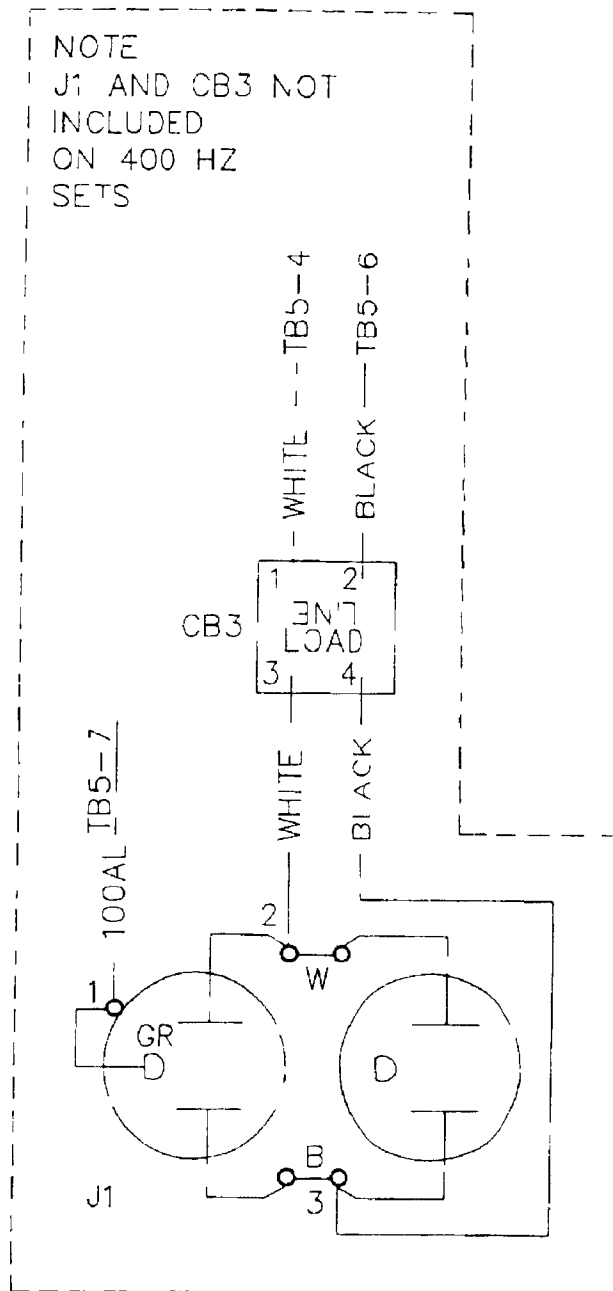 NOTE
J1 AND CB3 NOT
INCLUDED
ON 400 HZ
SETS
TB5-4
TB5-6
WHITE
BLACK
1
2
LINE
LOAD
CB3
3
4
TB5-7
100AL
WHITE
BLACK
2
1
W
GR
B
3
J1